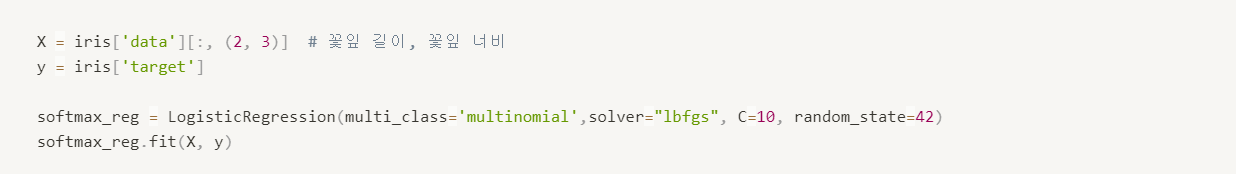 X = iris['data'][:, (2, 3)]  # 꽃잎 길이, 꽃잎 너비
y = iris['target']
softmax_reg = LogisticRegression(multi_class='multinomial',solver="lbfgs", C=10, random_state=42)
softmax_reg.fit(X, y)